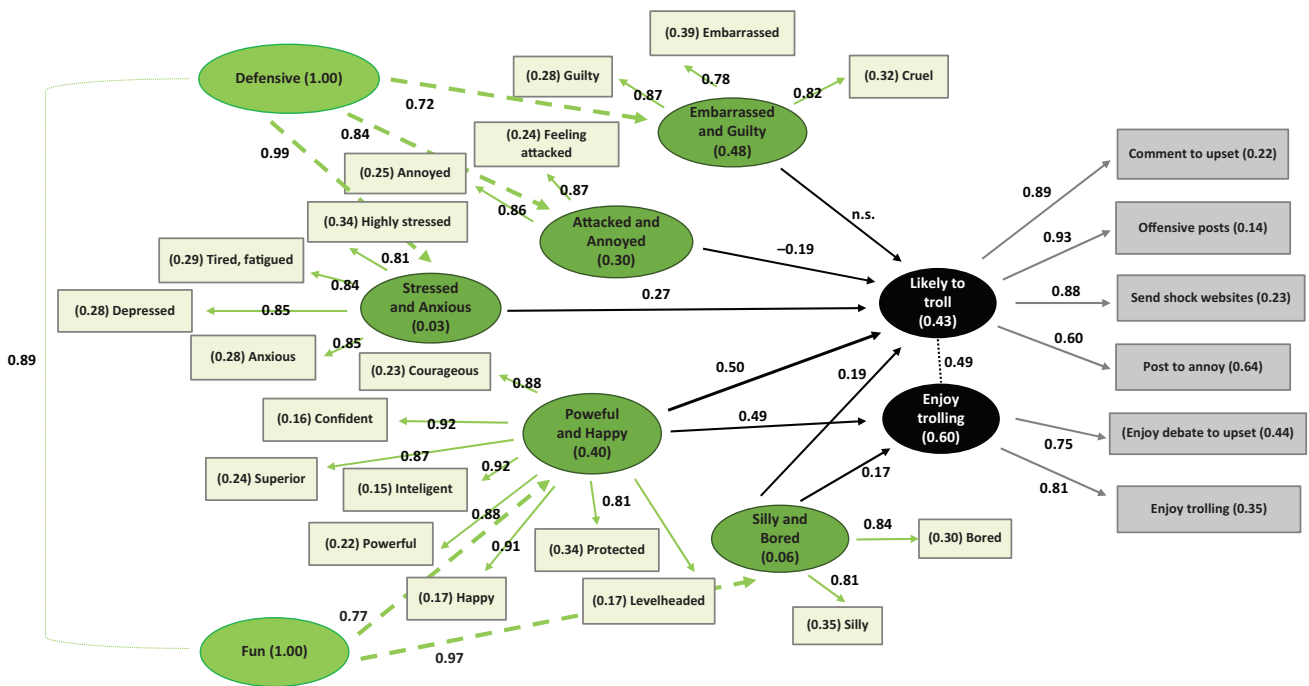 (0.39) Embarrassed
Defensive (1.00)
(0.28) Guilty
0.78
(0.32) Cruel
0.87
0.82
0.72
Embarrassed
and Guilty
(0.48)
0.84
(0.24) Feeling
attacked
0.99
(0.25) Annoyed
0.87
0.86
Comment to upset (0.22)
0.89
n.s.
(0.34) Highly stressed
Attacked and
Annoyed
(0.30)
−0.19
0.93
Offensive posts (0.14)
(0.29) Tired, fatigued
0.81
0.84
Stressed
and Anxious
(0.03)
0.27
Likely to
troll
(0.43)
0.88
Send shock websites (0.23)
(0.28) Depressed
0.85
0.89
(0.28) Anxious
0.85
0.60
Post to annoy (0.64)
(0.23) Courageous
0.88
0.50
0.19
0.49
(0.16) Confident
0.92
Poweful
and Happy
(0.40)
0.49
Enjoy
trolling
(0.60)
0.75
(Enjoy debate to upset (0.44)
0.87
(0.24) Superior
0.92
(0.15) Inteligent
0.17
0.81
Enjoy trolling (0.35)
0.88
0.81
(0.22) Powerful
0.91
(0.34) Protected
Silly and
Bored
(0.06)
0.84
(0.30) Bored
(0.17) Happy
(0.17) Levelheaded
0.81
0.77
(0.35) Silly
Fun (1.00)
0.97